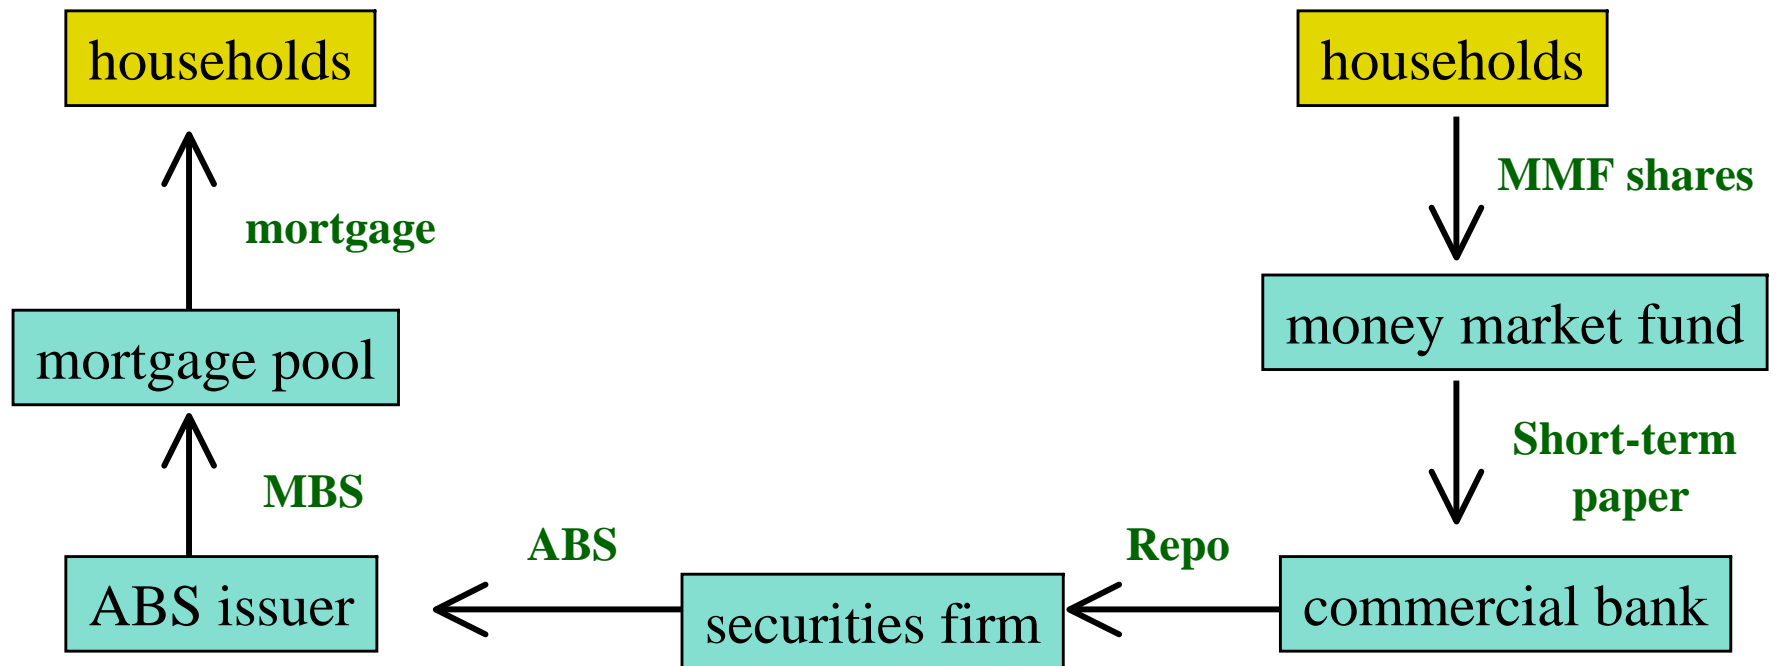 households
households
MMF shares
mortgage
money market fund
mortgage pool
Short-term
paper
MBS
ABS
Repo
ABS issuer
securities firm
commercial bank